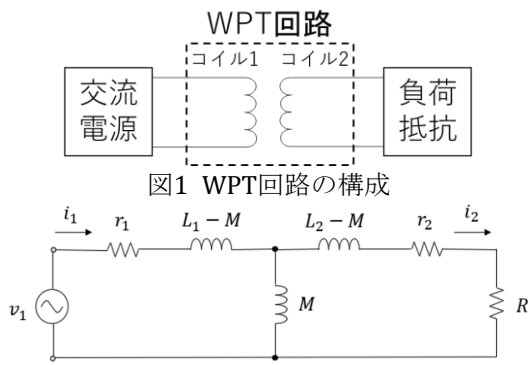 WPT回路
コイル1 コイル2
交流
電源
負荷
抵抗
図1 WPT回路の構成
i₁ r₁ L₁ − M L₂ − M r₂ i₂
v₁ M R